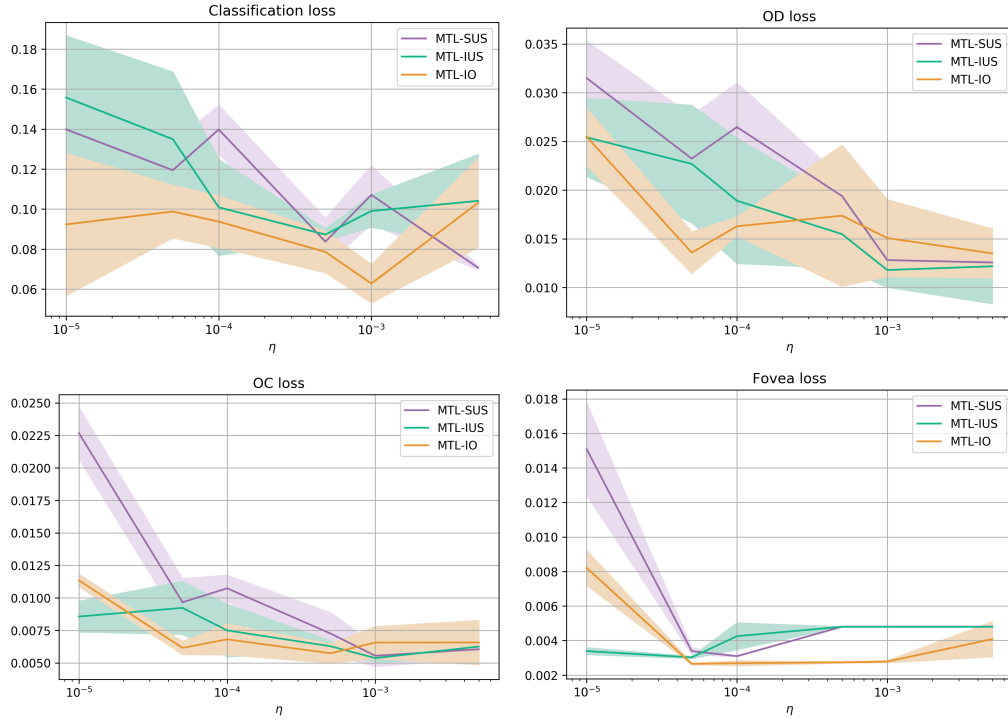 Classification loss
0.18
0.16
0.14
0.12
0.10
0.08
0.06
10⁻⁵
10⁻⁴
10⁻³
η
MTL-SUS
MTL-IUS
MTL-IO
OD loss
0.035
0.030
0.025
0.020
0.015
0.010
10⁻⁵
10⁻⁴
10⁻³
η
MTL-SUS
MTL-IUS
MTL-IO
OC loss
0.0250
0.0225
0.0200
0.0175
0.0150
0.0125
0.0100
0.0075
0.0050
10⁻⁵
10⁻⁴
10⁻³
η
MTL-SUS
MTL-IUS
MTL-IO
Fovea loss
0.018
0.016
0.014
0.012
0.010
0.008
0.006
0.004
0.002
10⁻⁵
10⁻⁴
10⁻³
η
MTL-SUS
MTL-IUS
MTL-IO